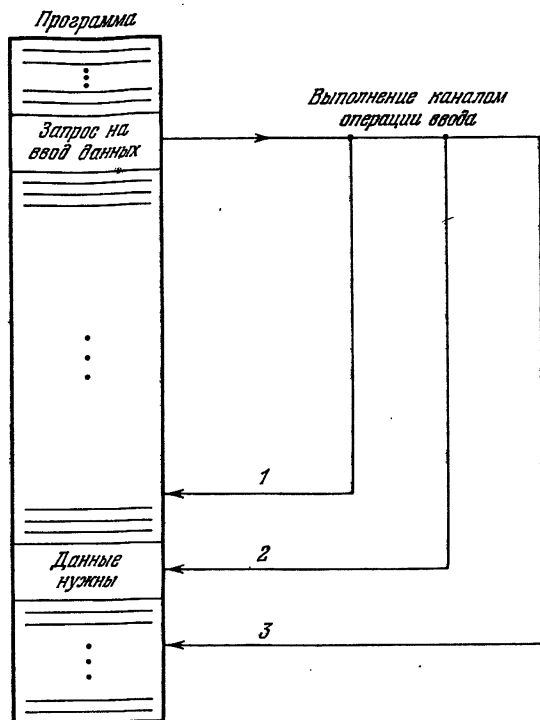 Программа
Выполнение каналом
операции ввода
Запрос на
ввод данных
1
Данные
нужны
2
3